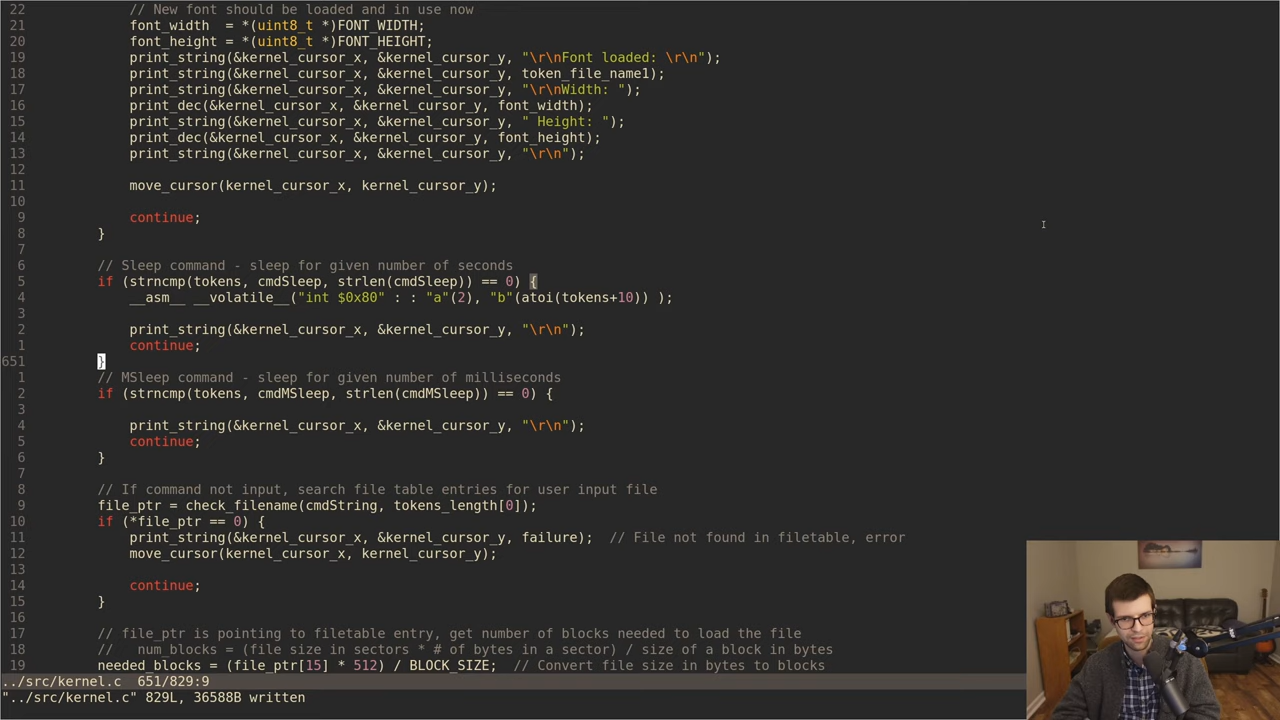 22 // New font should be loaded and in use now
21 font_width  = *(uint8_t *)FONT_WIDTH;
20 font_height = *(uint8_t *)FONT_HEIGHT;
19 print_string(&kernel_cursor_x, &kernel_cursor_y, "\r\nFont loaded: \r\n");
18 print_string(&kernel_cursor_x, &kernel_cursor_y, token_file_name1);
17 print_string(&kernel_cursor_x, &kernel_cursor_y, "\r\nWidth: ");
16 print_dec(&kernel_cursor_x, &kernel_cursor_y, font_width);
15 print_string(&kernel_cursor_x, &kernel_cursor_y, " Height: ");
14 print_dec(&kernel_cursor_x, &kernel_cursor_y, font_height);
13 print_string(&kernel_cursor_x, &kernel_cursor_y, "\r\n");
12
11 move_cursor(kernel_cursor_x, kernel_cursor_y);
10
9 continue;
8 }
7
6 // Sleep command - sleep for given number of seconds
5 if (strncmp(tokens, cmdSleep, strlen(cmdSleep)) == 0) {
4 __asm__ __volatile__("int $0x80" : : "a"(2), "b"(atoi(tokens+10)) );
3
2 print_string(&kernel_cursor_x, &kernel_cursor_y, "\r\n");
1 continue;
651 }
1 // MSleep command - sleep for given number of milliseconds
2 if (strncmp(tokens, cmdMSleep, strlen(cmdMSleep)) == 0) {
3
4 print_string(&kernel_cursor_x, &kernel_cursor_y, "\r\n");
5 continue;
6 }
7
8 // If command not input, search file table entries for user input file
9 file_ptr = check_filename(cmdString, tokens_length[0]);
10 if (*file_ptr == 0) {
11 print_string(&kernel_cursor_x, &kernel_cursor_y, failure);  // File not found in filetable, error
12 move_cursor(kernel_cursor_x, kernel_cursor_y);
13
14 continue;
15 }
16
17 // file_ptr is pointing to filetable entry, get number of blocks needed to load the file
18 //   num_blocks = (file size in sectors * # of bytes in a sector) / size of a block in bytes
19 needed_blocks = (file_ptr[15] * 512) / BLOCK_SIZE;  // Convert file size in bytes to blocks
../src/kernel.c  651/829:9
"../src/kernel.c" 829L, 36588B written